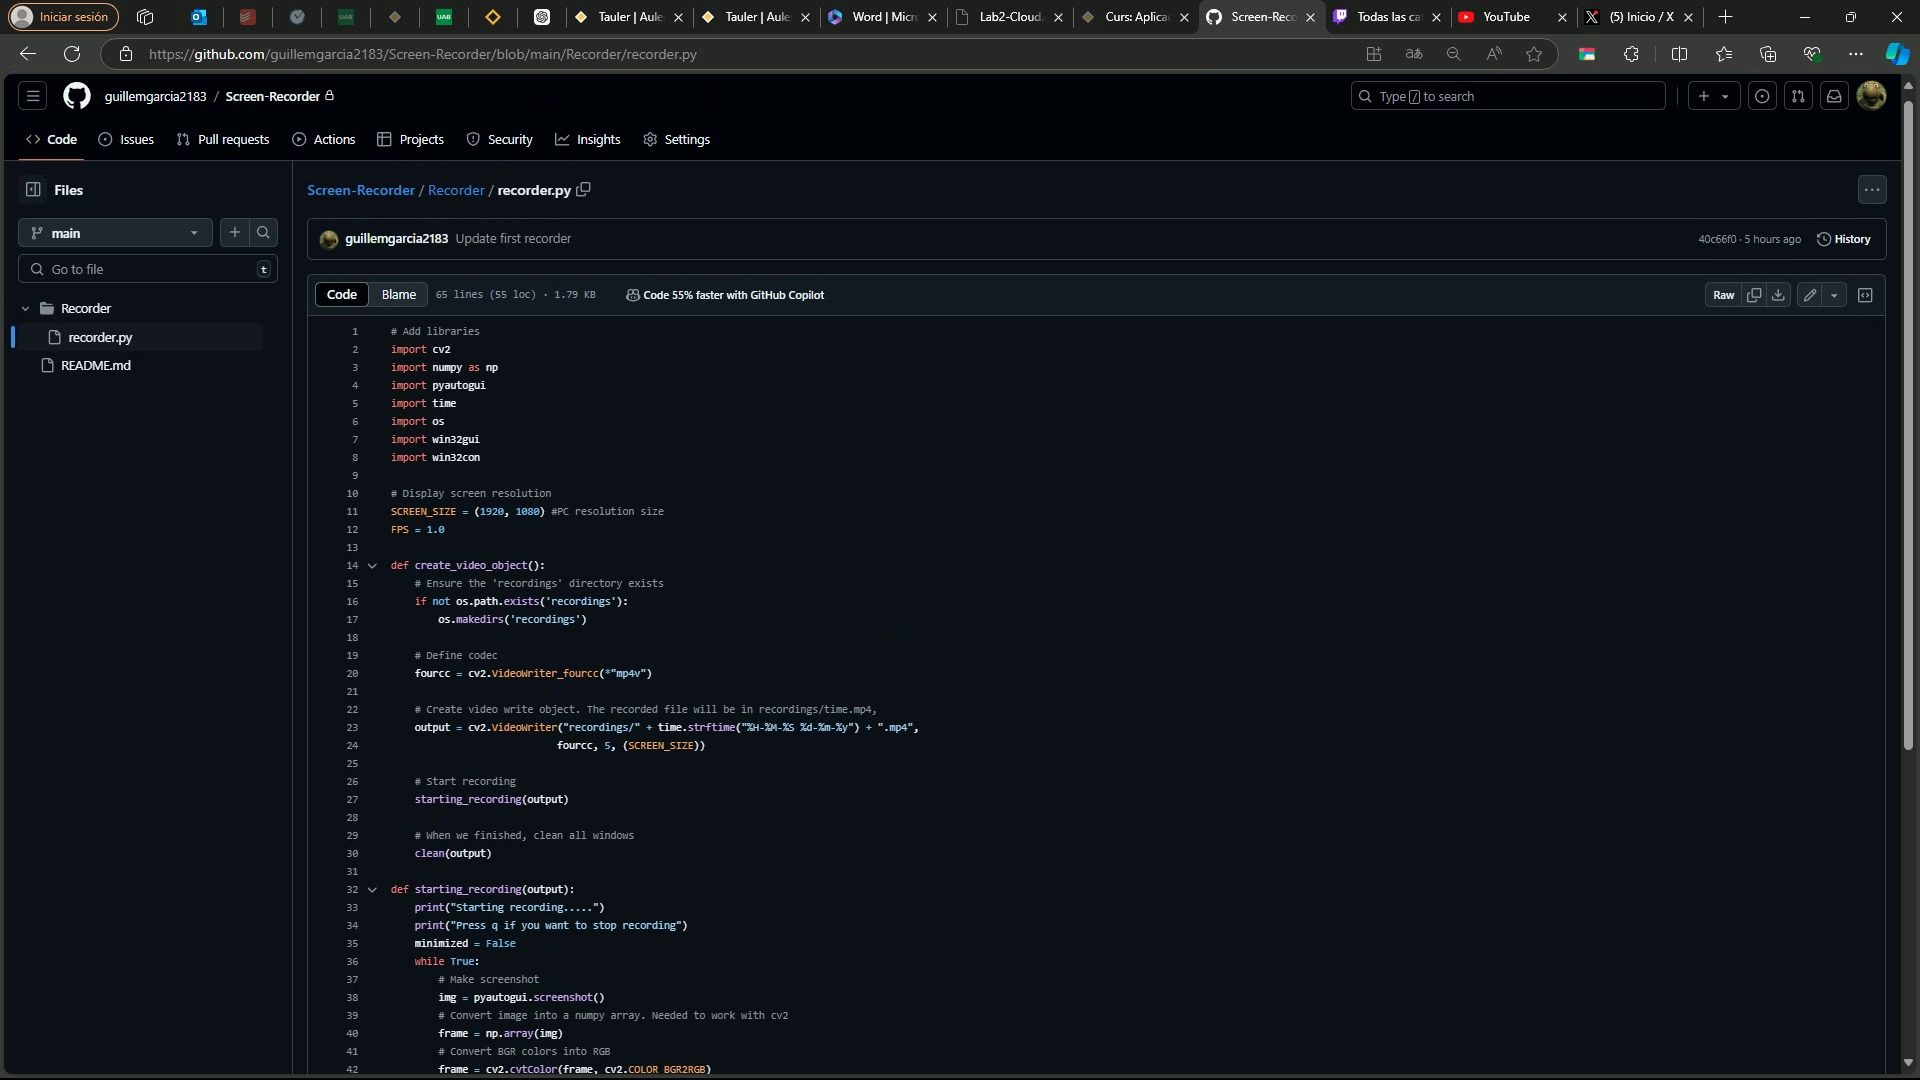 Iniciar sesión
UAB
UAB
Tauler | Aule
Tauler | Aule
Word | Micr
Lab2-Cloud.
Curs: Aplica
Screen-Reco
Todas las ca
YouTube
(5) Inicio / X
https://github.com/guillemgarcia2183/Screen-Recorder/blob/main/Recorder/recorder.py
guillemgarcia2183 / Screen-Recorder
Type / to search
Code
Issues
Pull requests
Actions
Projects
Security
Insights
Settings
Files
main
Go to file
t
Recorder
recorder.py
README.md
Screen-Recorder / Recorder / recorder.py
guillemgarcia2183 Update first recorder
40c66f0 · 5 hours ago
History
Code
Blame
65 lines (55 loc) · 1.79 KB
Code 55% faster with GitHub Copilot
Raw
1 # Add libraries
2 import cv2
3 import numpy as np
4 import pyautogui
5 import time
6 import os
7 import win32gui
8 import win32con
9
10 # Display screen resolution
11 SCREEN_SIZE = (1920, 1080) #PC resolution size
12 FPS = 1.0
13
14 def create_video_object():
15 # Ensure the 'recordings' directory exists
16 if not os.path.exists('recordings'):
17 os.makedirs('recordings')
18
19 # Define codec
20 fourcc = cv2.VideoWriter_fourcc(*"mp4v")
21
22 # Create video write object. The recorded file will be in recordings/time.mp4,
23 output = cv2.VideoWriter("recordings/" + time.strftime("%H-%M-%S %d-%m-%y") + ".mp4",
24 fourcc, 5, (SCREEN_SIZE))
25
26 # Start recording
27 starting_recording(output)
28
29 # When we finished, clean all windows
30 clean(output)
31
32 def starting_recording(output):
33 print("Starting recording.....")
34 print("Press q if you want to stop recording")
35 minimized = False
36 while True:
37 # Make screenshot
38 img = pyautogui.screenshot()
39 # Convert image into a numpy array. Needed to work with cv2
40 frame = np.array(img)
41 # Convert BGR colors into RGB
42 frame = cv2.cvtColor(frame, cv2.COLOR_BGR2RGB)